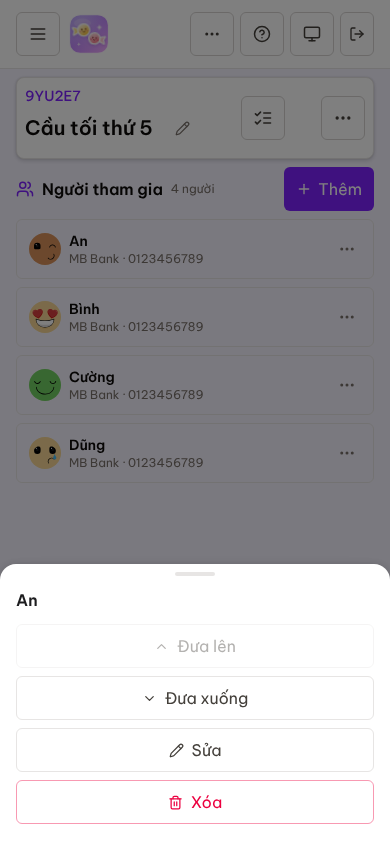 9YU2E7
Cầu tối thứ 5
Người tham gia 4 người
Thêm
An
MB Bank · 0123456789
Bình
MB Bank · 0123456789
Cường
MB Bank · 0123456789
Dũng
MB Bank · 0123456789
An
Đưa lên
Đưa xuống
Sửa
Xóa